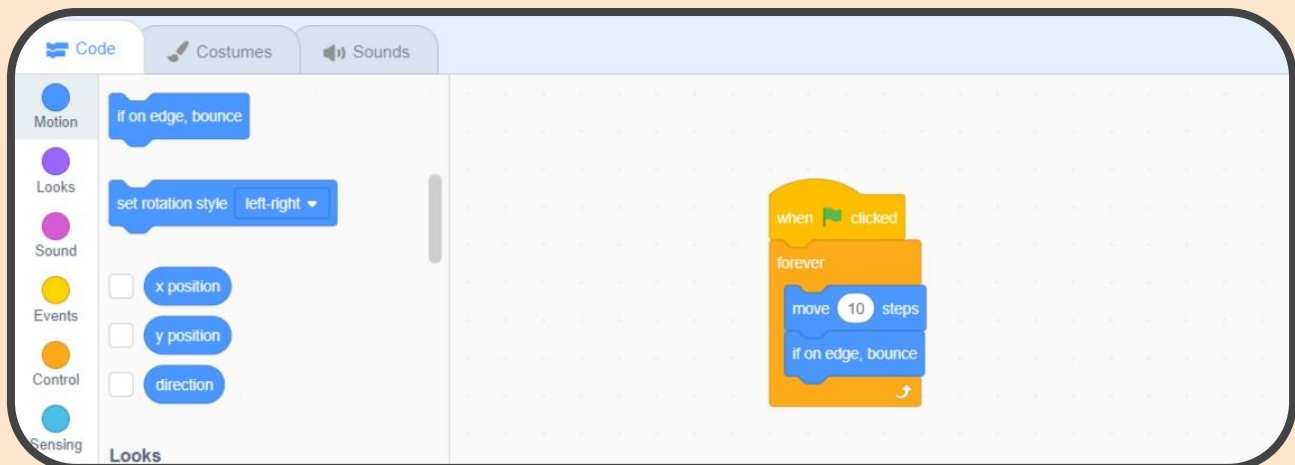 Code Costumes Sounds
Motion
Looks
Sound
Events
Control
Sensing
if on edge, bounce
set rotation style left-right
x position
y position
direction
Looks
when clicked
forever
move 10 steps
if on edge, bounce